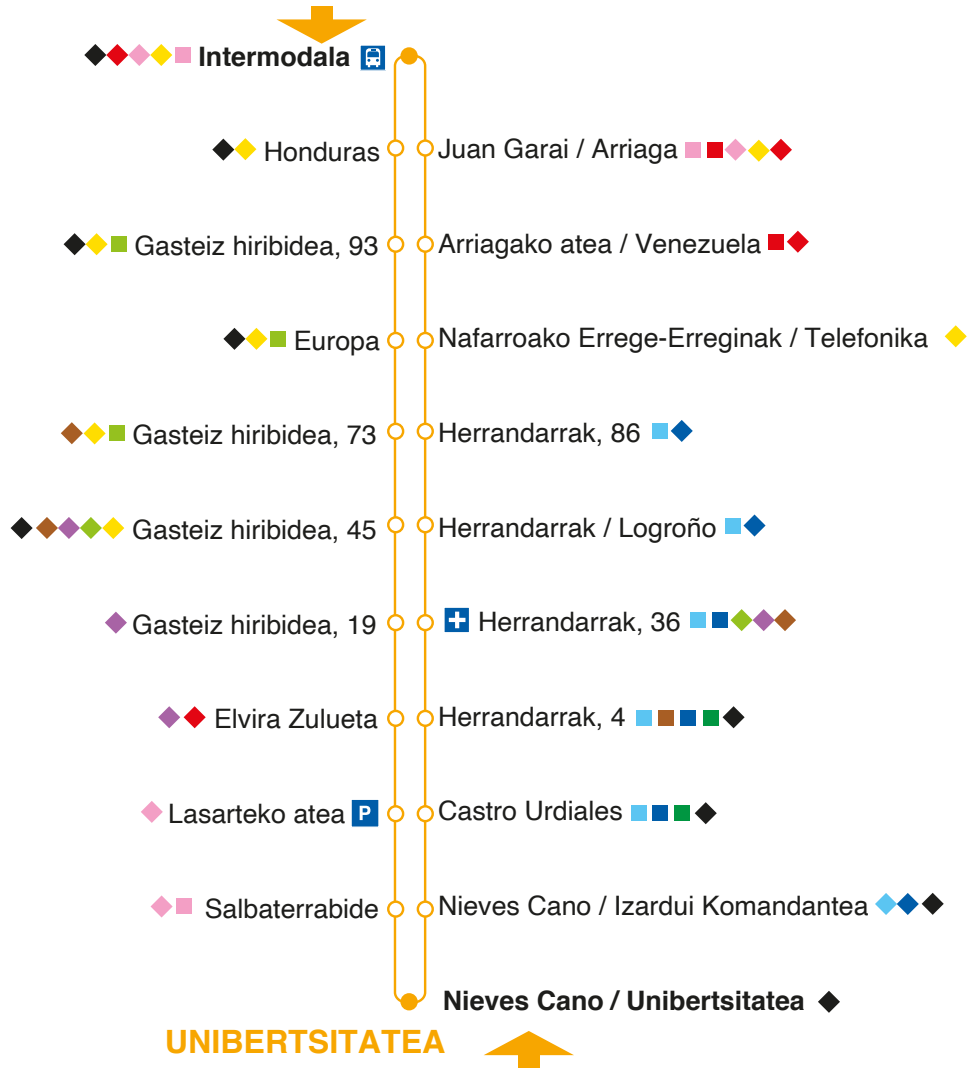 Intermodala
Honduras
Juan Garai / Arriaga
Gasteiz hiribidea, 93
Arriagako atea / Venezuela
Europa
Nafarroako Errege-Erreginak / Telefonika
Gasteiz hiribidea, 73
Herrandarrak, 86
Gasteiz hiribidea, 45
Herrandarrak / Logroño
Gasteiz hiribidea, 19
Herrandarrak, 36
Elvira Zulueta
Herrandarrak, 4
Lasarteko atea P
Castro Urdiales
Salbaterrabide
Nieves Cano / Izardui Komandantea
Nieves Cano / Unibertsitatea
UNIBERTSITATEA